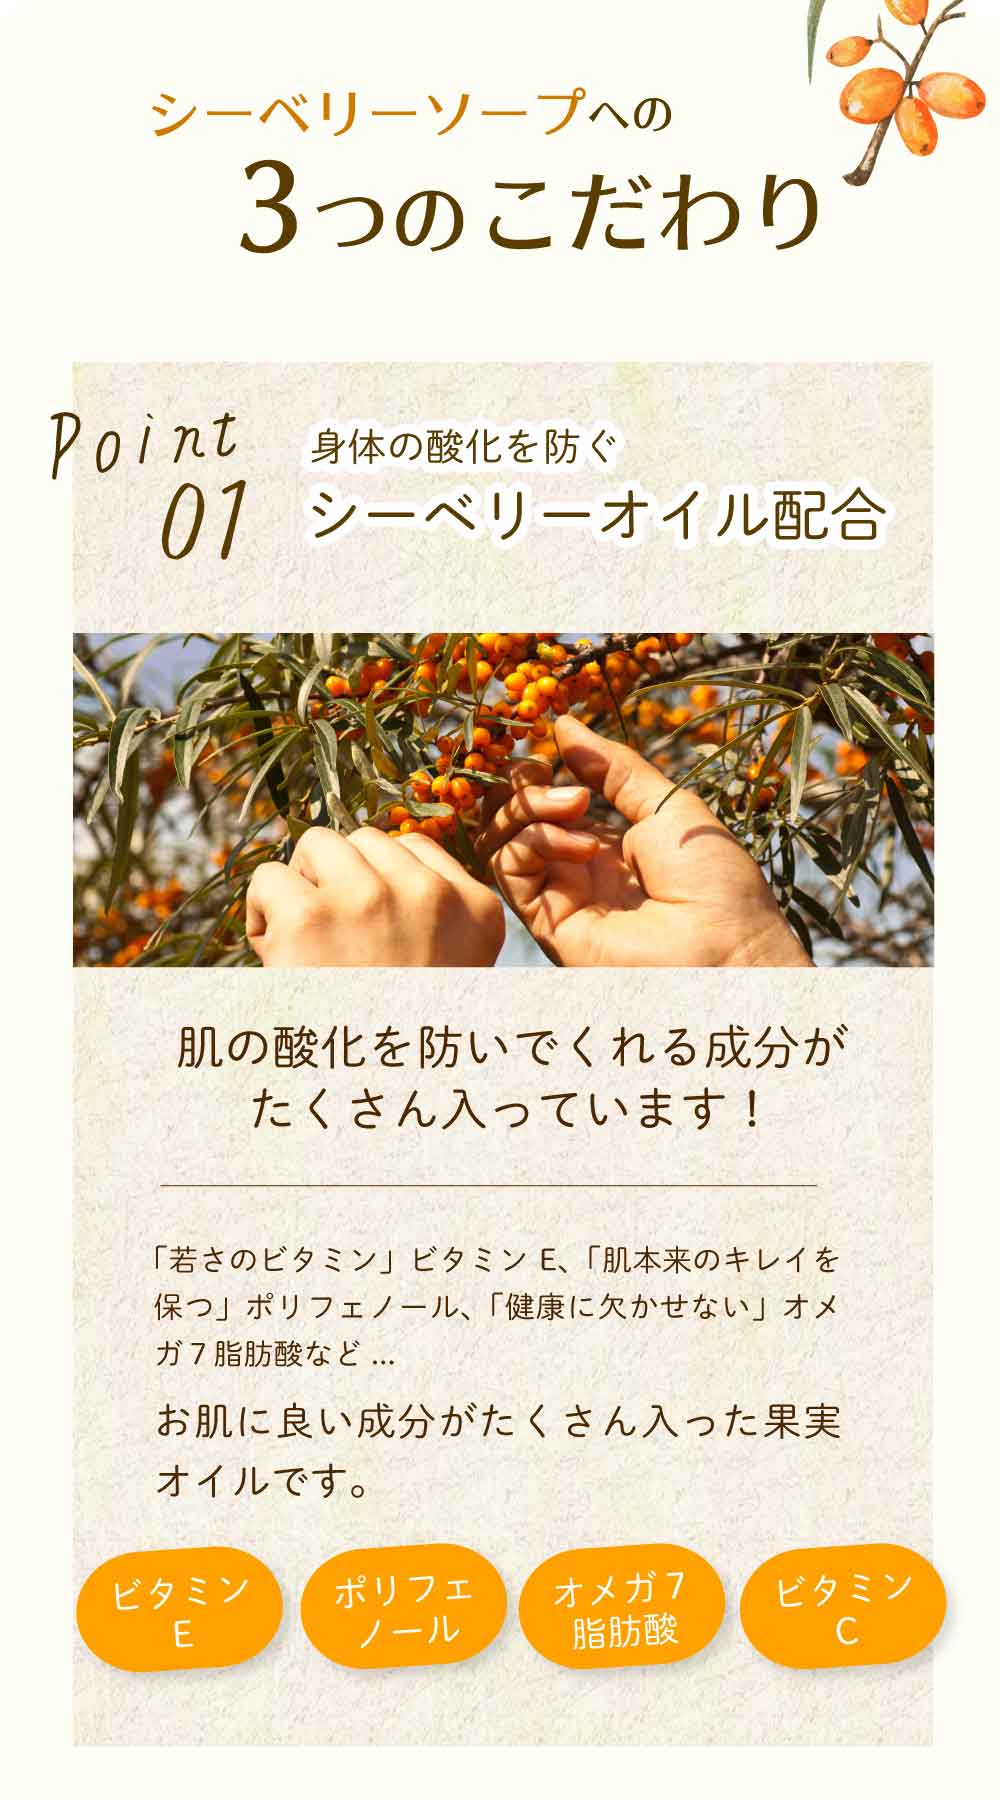 シーベリーソープへの
3つのこだわり
Point
01
身体の酸化を防ぐ
シーベリーオイル配合
肌の酸化を防いでくれる成分が
たくさん入っています！
「若さのビタミン」ビタミン E、「肌本来のキレイを
保つ」ポリフェノール、「健康に欠かせない」オメ
ガ７脂肪酸など ...
お肌に良い成分がたくさん入った果実
オイルです。
ビタミン
E
ポリフェ
ノール
オメガ７
脂肪酸
ビタミン
C